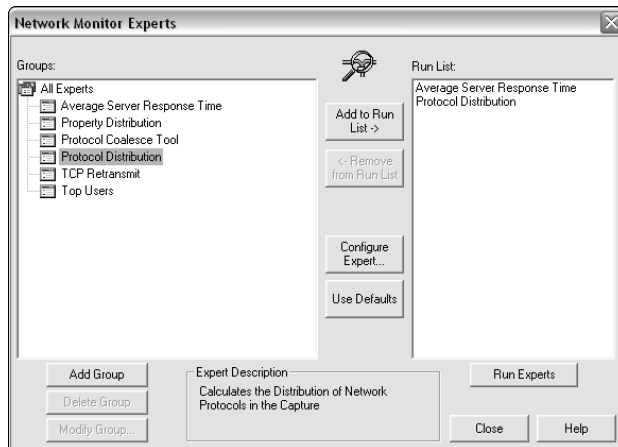 Network Monitor Experts
Groups:
All Experts
Average Server Response Time
Property Distribution
Protocol Coalesce Tool
Protocol Distribution
TCP Retransmit
Top Users
Add to Run
List ->
<- Remove
from Run List
Configure
Expert...
Use Defaults
Run List:
Average Server Response Time
Protocol Distribution
Add Group
Delete Group
Modify Group...
Expert Description
Calculates the Distribution of Network
Protocols in the Capture
Run Experts
Close
Help